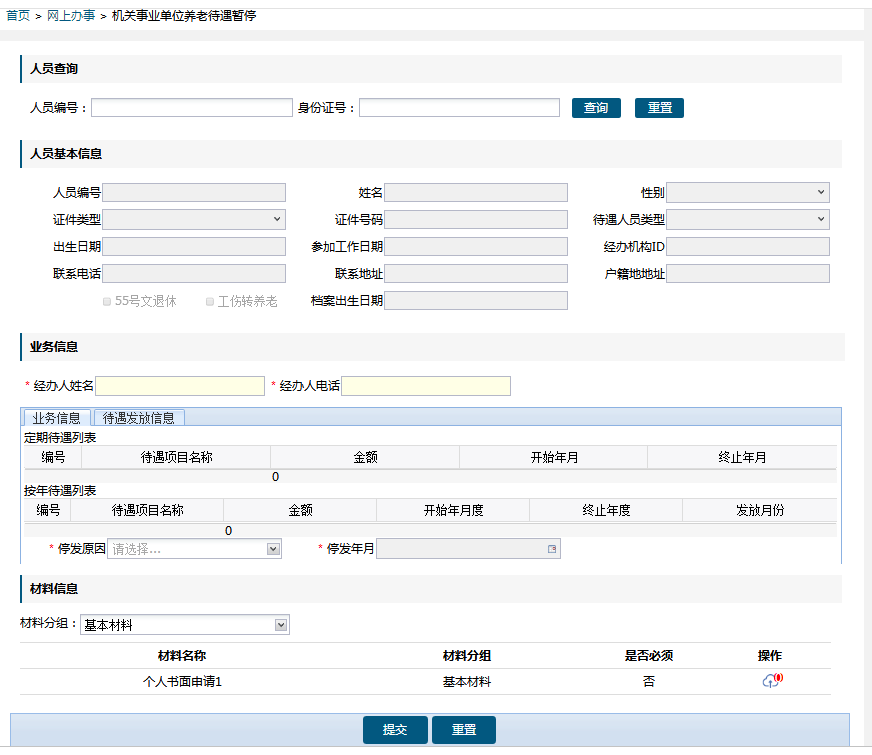 首页 > 网上办事 > 机关事业单位养老待遇暂停
人员查询
人员编号： 身份证号： 查询 重置
人员基本信息
人员编号 姓名 性别
证件类型 证件号码 待遇人员类型
出生日期 参加工作日期 经办机构ID
联系电话 联系地址 户籍地地址
55号文退休 工伤转养老 档案出生日期
业务信息
* 经办人姓名 * 经办人电话
业务信息 待遇发放信息
定期待遇列表
编号 待遇项目名称 金额 开始年月 终止年月
0
按年待遇列表
编号 待遇项目名称 金额 开始年月度 终止年度 发放月份
0
* 停发原因 请选择... * 停发年月
材料信息
材料分组： 基本材料
材料名称 材料分组 是否必须 操作
个人书面申请1 基本材料 否 0
提交 重置